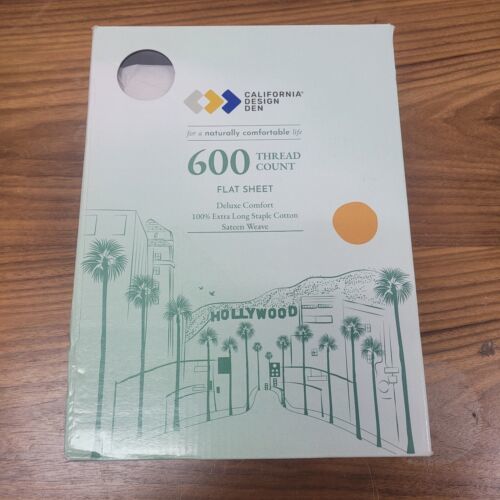 CALIFORNIA®
DESIGN
DEN
for a naturally comfortable life
600 THREAD
COUNT
FLAT SHEET
Deluxe Comfort
100% Extra Long Staple Cotton
Sateen Weave
HOLLYWOOD